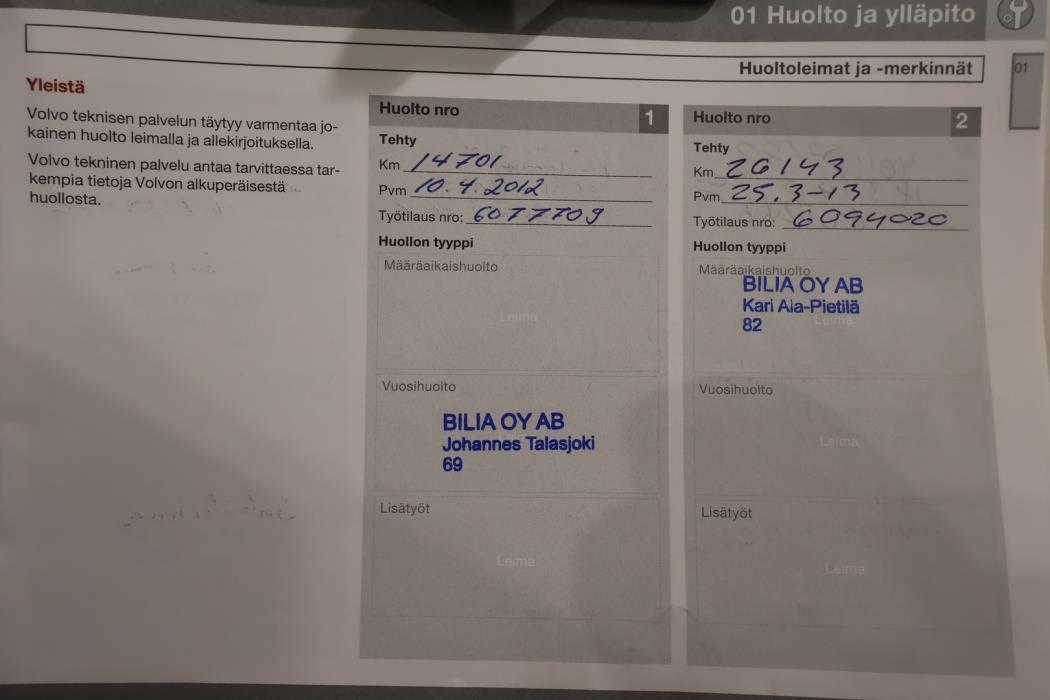 01 Huolto ja ylläpito
Huoltoleimat ja -merkinnät
01
Yleistä
Volvo teknisen palvelun täytyy varmentaa jo-
kainen huolto leimalla ja allekirjoituksella.
Volvo tekninen palvelu antaa tarvittaessa tar-
kempia tietoja Volvon alkuperäisestä
huollosta.
Huolto nro 1
Tehty
Km 14701
Pvm 10.4.2012
Työtilaus nro: 6077709
Huollon tyyppi
Määräaikaishuolto
Leima
Vuosihuolto
BILIA OY AB
Johannes Talasjoki
69
Lisätyöt
Leima
Huolto nro 2
Tehty
Km 26143
Pvm 25.3-13
Työtilaus nro: 6094020
Huollon tyyppi
Määräaikaishuolto
BILIA OY AB
Kari Ala-Pietilä
82 Leima
Vuosihuolto
Leima
Lisätyöt
Leima